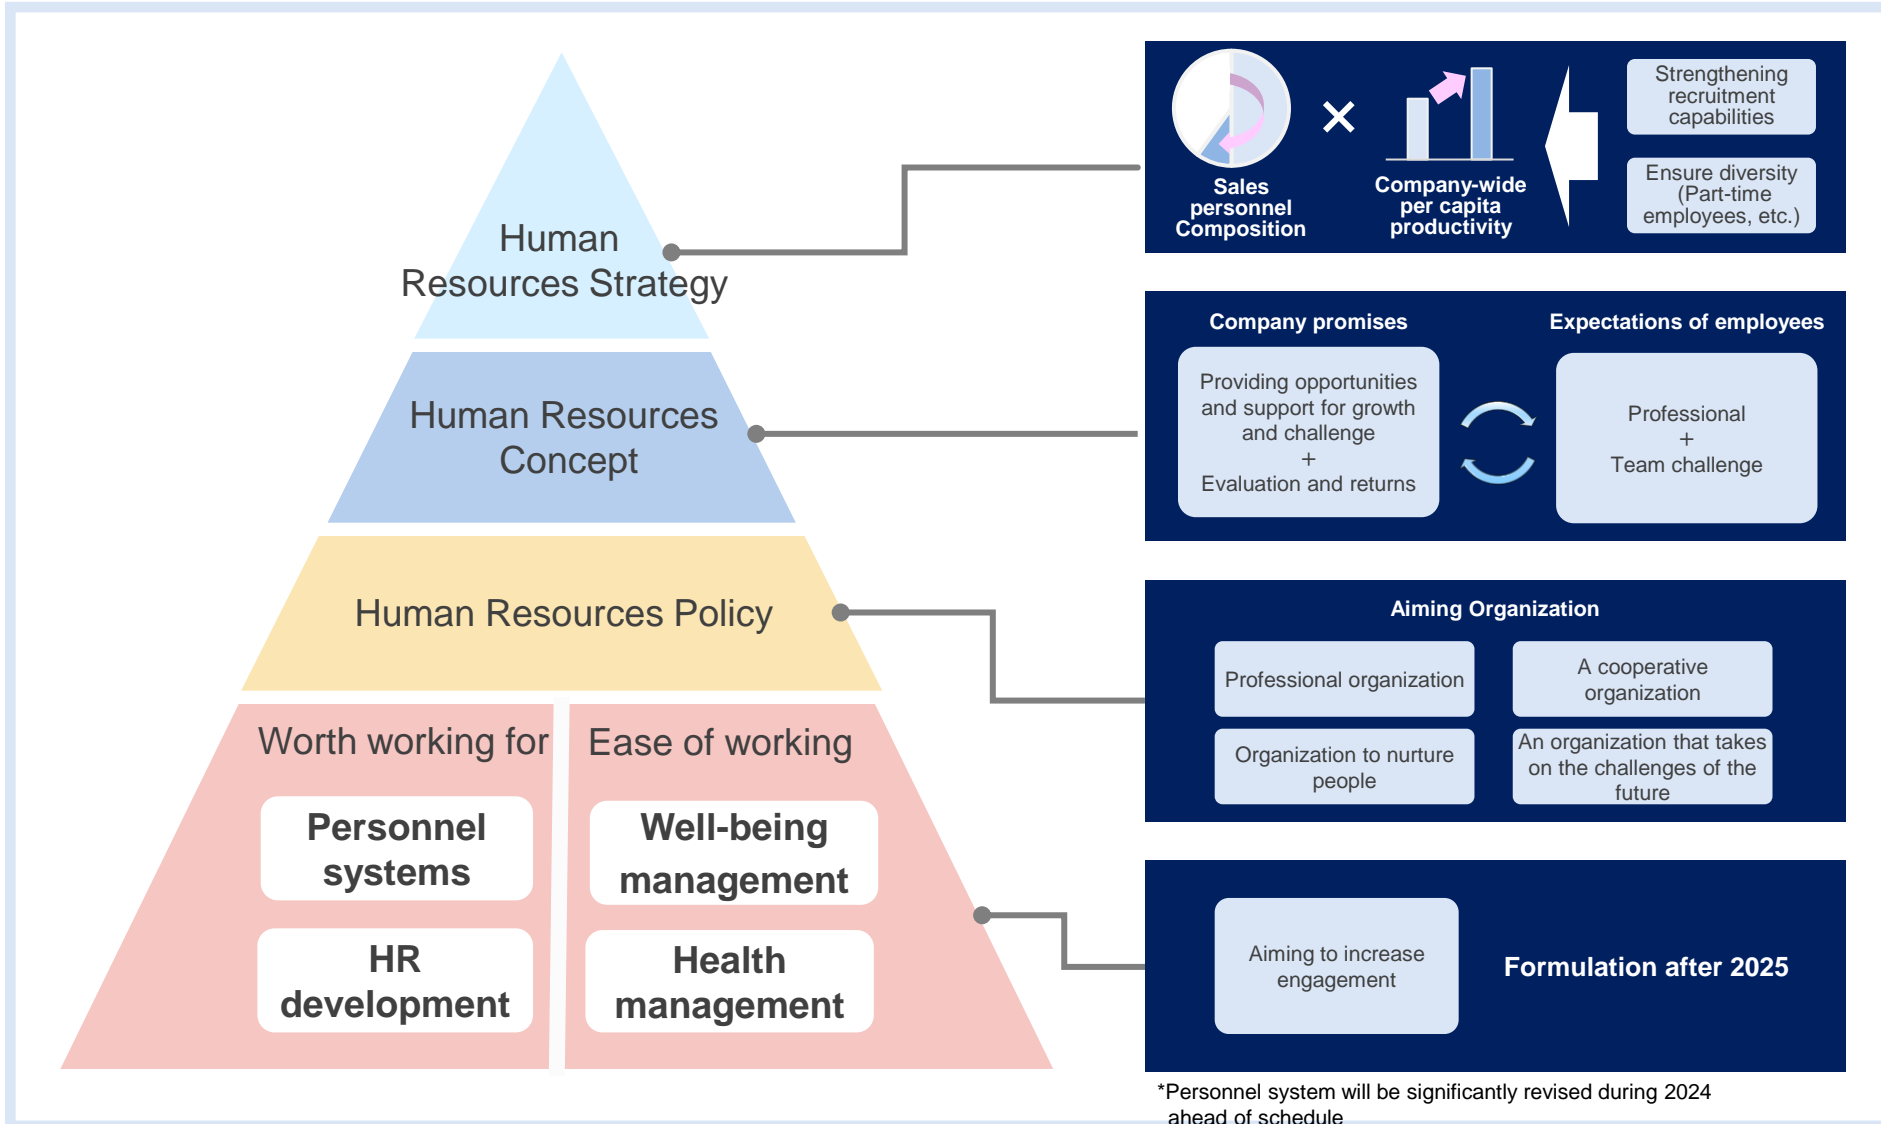 Human
Resources Strategy
Human Resources
Concept
Human Resources Policy
Worth working for
Personnel
systems
HR
development
Ease of working
Well-being
management
Health
management
Sales
personnel
Composition
×
Company-wide
per capita
productivity
Strengthening
recruitment
capabilities
Ensure diversity
(Part-time
employees, etc.)
Company promises
Providing opportunities
and support for growth
and challenge
+
Evaluation and returns
Expectations of employees
Professional
+
Team challenge
Aiming Organization
Professional organization
A cooperative
organization
Organization to nurture
people
An organization that takes
on the challenges of the
future
Aiming to increase
engagement
Formulation after 2025
*Personnel system will be significantly revised during 2024
ahead of schedule